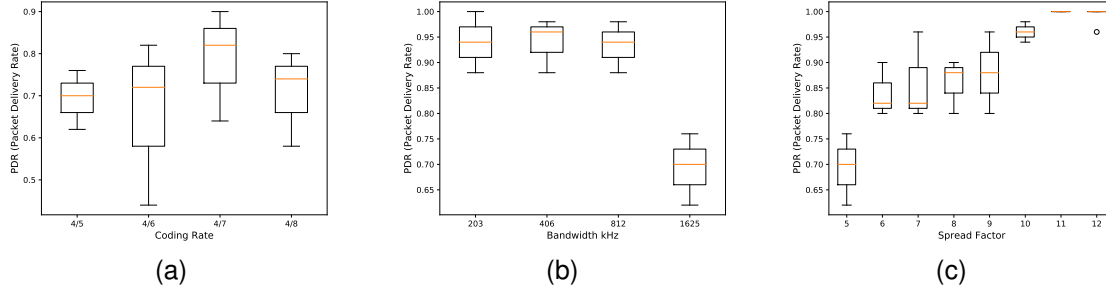 PDR (Packet Delivery Rate)
0.9
0.8
0.7
0.6
0.5
4/5 4/6 4/7 4/8
Coding Rate
(a)
PDR (Packet Delivery Rate)
1.00
0.95
0.90
0.85
0.80
0.75
0.70
0.65
203 406 812 1625
Bandwidth kHz
(b)
PDR (Packet Delivery Rate)
1.00
0.95
0.90
0.85
0.80
0.75
0.70
0.65
5 6 7 8 9 10 11 12
Spread Factor
(c)